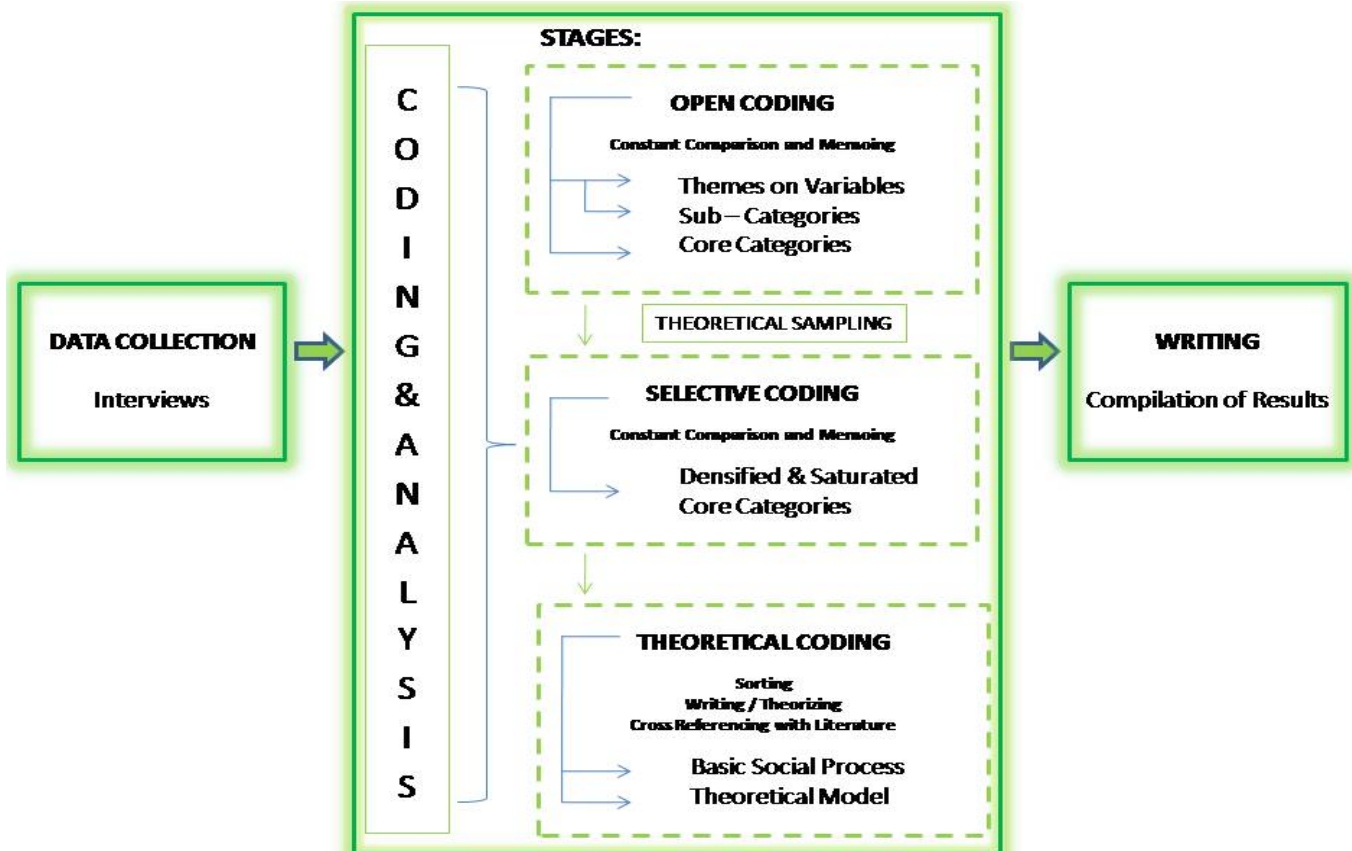 DATA COLLECTION
Interviews
CODING&ANALYSIS
STAGES:
OPEN CODING
Constant Comparison and Memoing
Themes on Variables
Sub – Categories
Core Categories
THEORETICAL SAMPLING
SELECTIVE CODING
Constant Comparison and Memoing
Densified & Saturated
Core Categories
THEORETICAL CODING
Sorting
Writing / Theorizing
Cross Referencing with Literature
Basic Social Process
Theoretical Model
WRITING
Compilation of Results